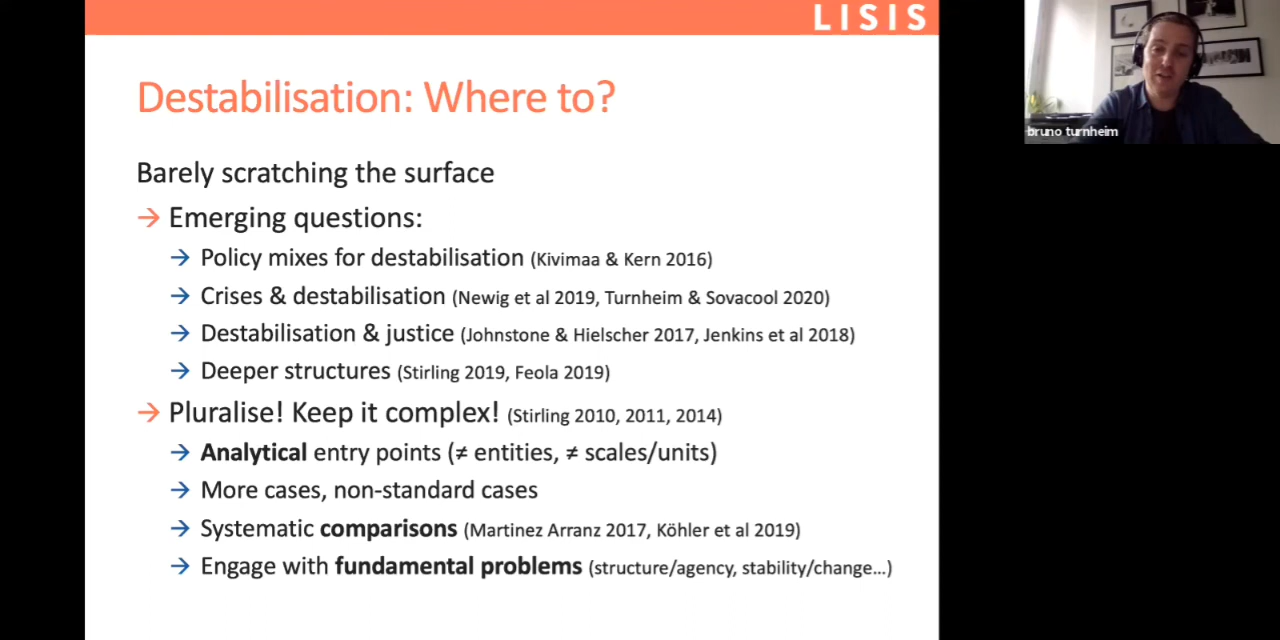 LISIS
Destabilisation: Where to?
Barely scratching the surface
→ Emerging questions:
→ Policy mixes for destabilisation (Kivimaa & Kern 2016)
→ Crises & destabilisation (Newig et al 2019, Turnheim & Sovacool 2020)
→ Destabilisation & justice (Johnstone & Hielscher 2017, Jenkins et al 2018)
→ Deeper structures (Stirling 2019, Feola 2019)
→ Pluralise! Keep it complex! (Stirling 2010, 2011, 2014)
→ Analytical entry points (≠ entities, ≠ scales/units)
→ More cases, non-standard cases
→ Systematic comparisons (Martinez Arranz 2017, Köhler et al 2019)
→ Engage with fundamental problems (structure/agency, stability/change...)
bruno turnheim